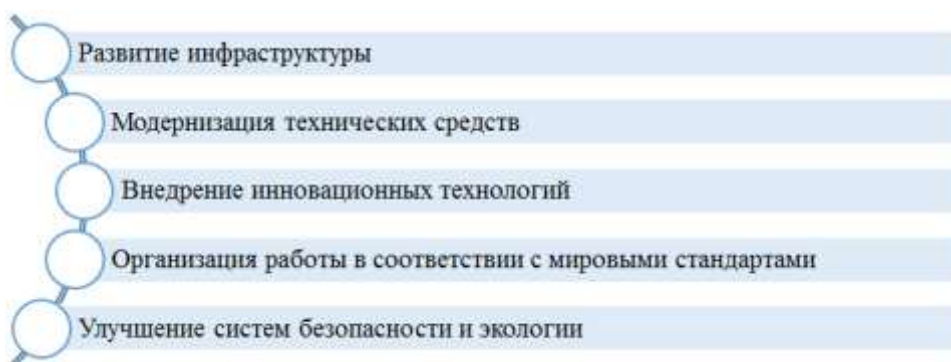 Развитие инфраструктуры
Модернизация технических средств
Внедрение инновационных технологий
Организация работы в соответствии с мировыми стандартами
Улучшение систем безопасности и экологии